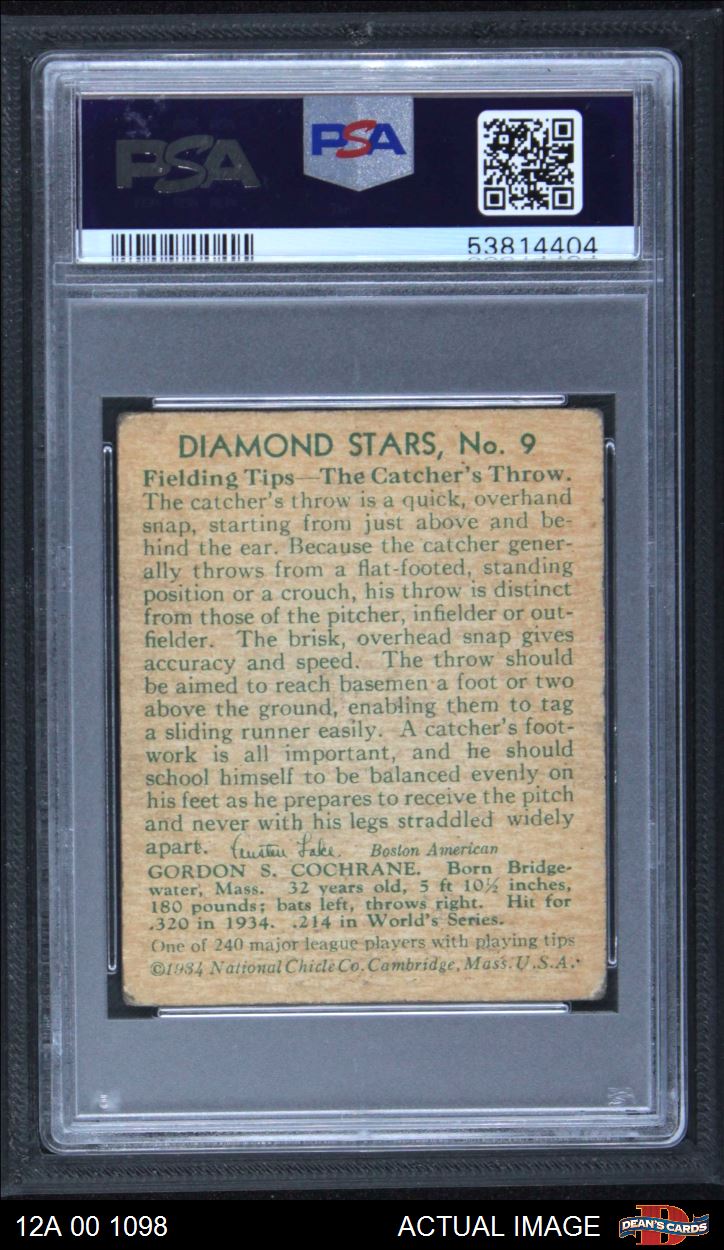 PSA
PSA
53814404
DIAMOND STARS, No. 9
Fielding Tips—The Catcher's Throw.
The catcher's throw is a quick, overhand
snap, starting from just above and be-
hind the ear. Because the catcher gener-
ally throws from a flat-footed, standing
position or a crouch, his throw is distinct
from those of the pitcher, infielder or out-
fielder. The brisk, overhead snap gives
accuracy and speed. The throw should
be aimed to reach basemen a foot or two
above the ground, enabling them to tag
a sliding runner easily. A catcher's foot-
work is all important, and he should
school himself to be balanced evenly on
his feet as he prepares to receive the pitch
and never with his legs straddled widely
apart. Austen Lake. Boston American
GORDON S. COCHRANE. Born Bridge-
water, Mass. 32 years old, 5 ft 10½ inches,
180 pounds; bats left, throws right. Hit for
.320 in 1934. .214 in World's Series.
One of 240 major league players with playing tips
©1934 National Chicle Co. Cambridge, Mass. U.S.A.
12A 00 1098
ACTUAL IMAGE
DEAN'S CARDS